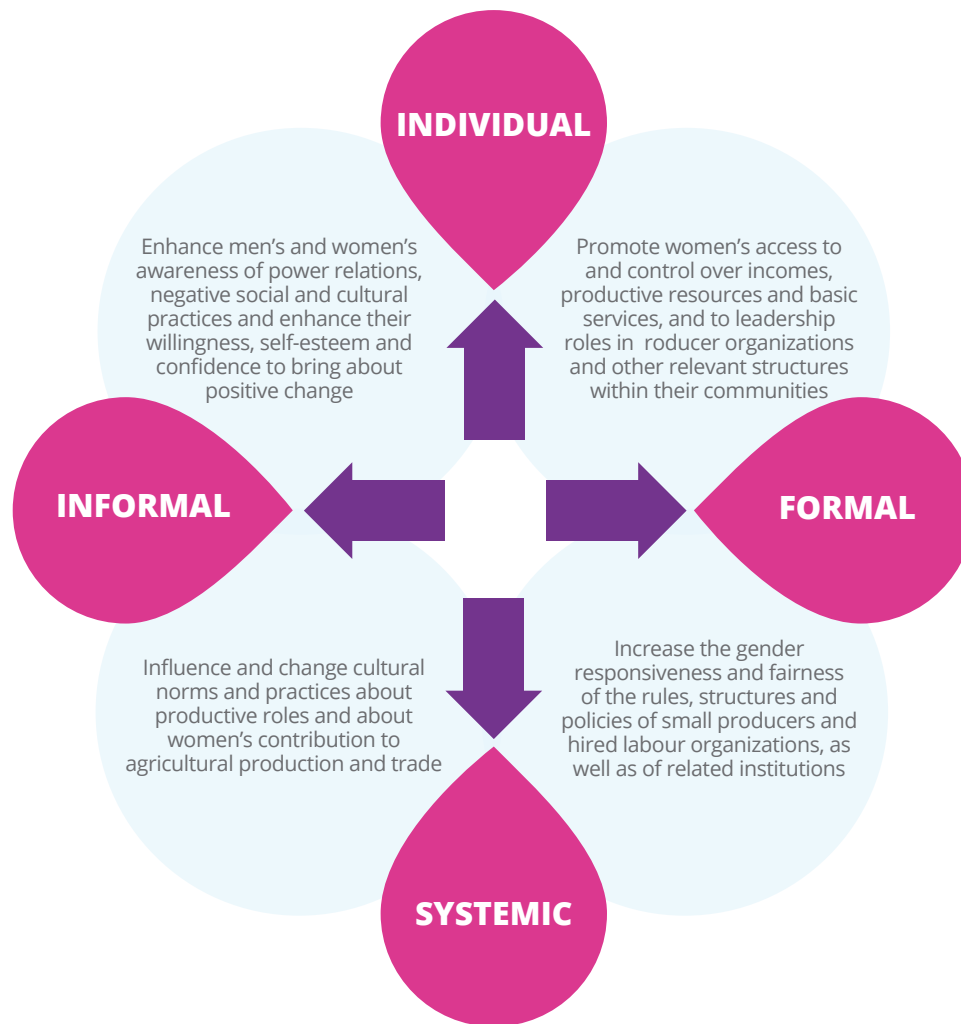 INDIVIDUAL
Enhance men's and women's
awareness of power relations,
negative social and cultural
practices and enhance their
willingness, self-esteem and
confidence to bring about
positive change
Promote women's access to
and control over incomes,
productive resources and basic
services, and to leadership
roles in  roducer organizations
and other relevant structures
within their communities
INFORMAL
FORMAL
Influence and change cultural
norms and practices about
productive roles and about
women's contribution to
agricultural production and trade
Increase the gender
responsiveness and fairness
of the rules, structures and
policies of small producers and
hired labour organizations, as
well as of related institutions
SYSTEMIC